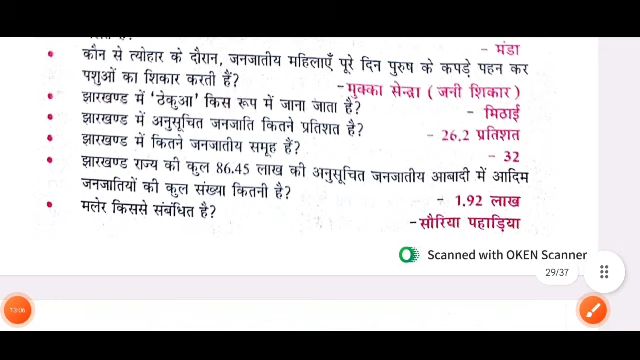 - मंडा
कौन से त्योहार के दौरान, जनजातीय महिलाएँ पूरे दिन पुरुष के कपड़े पहन कर
पशुओं का शिकार करती हैं? -मुक्का सेन्द्रा (जनी शिकार)
झारखण्ड में 'ठेकुआ' किस रूप में जाना जाता है? - मिठाई
झारखण्ड में अनुसूचित जनजाति कितने प्रतिशत है? - 26.2 प्रतिशत
झारखण्ड में कितने जनजातीय समूह हैं? - 32
झारखण्ड राज्य की कुल 86.45 लाख की अनुसूचित जनजातीय आबादी में आदिम
जनजातियों की कुल संख्या कितनी है? - 1.92 लाख
मलेर किससे संबंधित है? -सौरिया पहाड़िया
Scanned with OKEN Scanner
29/37